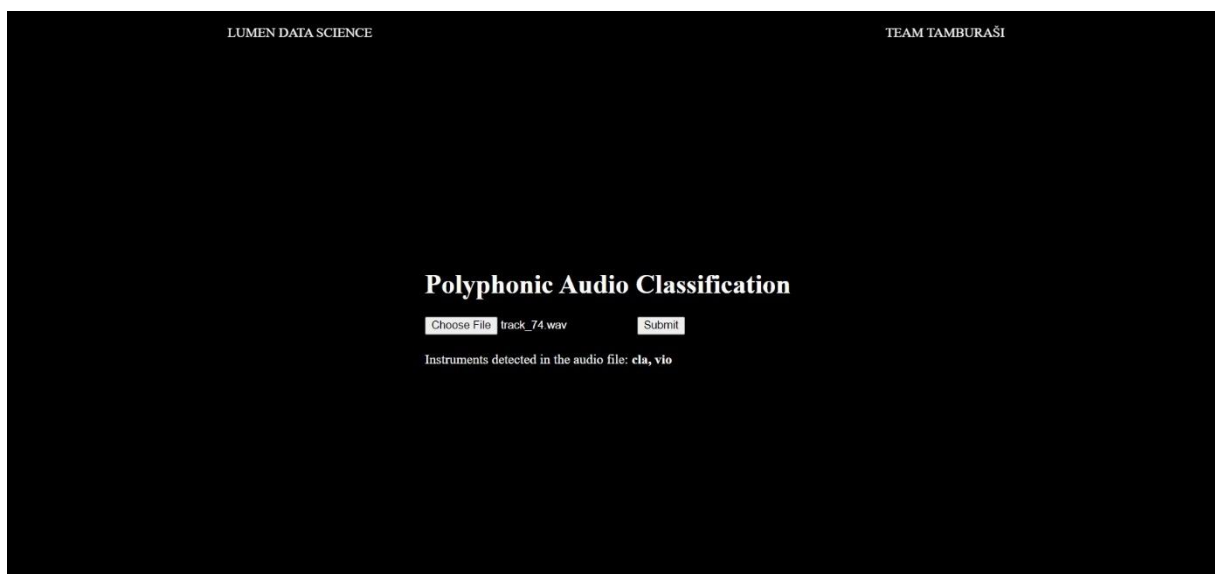 LUMEN DATA SCIENCE TEAM TAMBURAŠI
Polyphonic Audio Classification
Choose File track_74.wav Submit
Instruments detected in the audio file: cla, vio